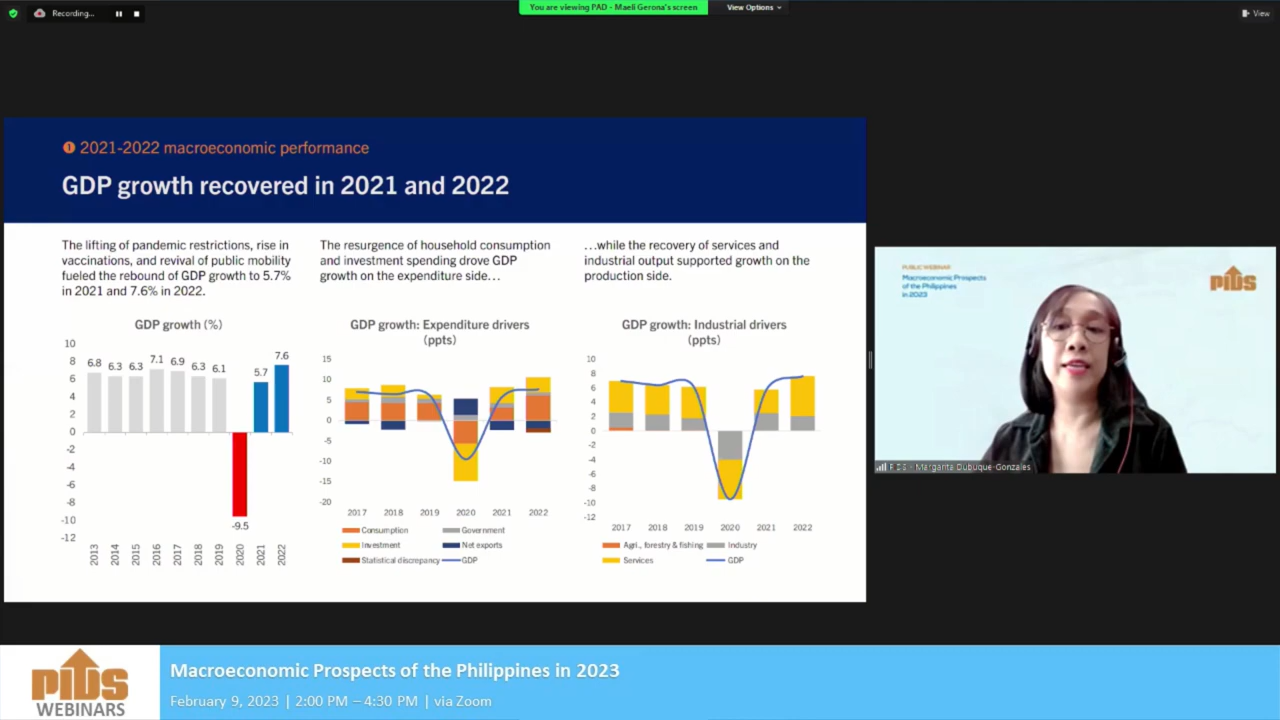 Recording...
You are viewing PAD - Maeli Gerona's screen
View Options
View
❶ 2021-2022 macroeconomic performance
GDP growth recovered in 2021 and 2022
The lifting of pandemic restrictions, rise in
vaccinations, and revival of public mobility
fueled the rebound of GDP growth to 5.7%
in 2021 and 7.6% in 2022.
GDP growth (%)
10
8
6
4
2
0
-2
-4
-6
-8
-10
-12
6.8 6.3 6.3 7.1 6.9 6.3 6.1 -9.5 5.7 7.6
2013 2014 2015 2016 2017 2018 2019 2020 2021 2022
The resurgence of household consumption
and investment spending drove GDP
growth on the expenditure side…
GDP growth: Expenditure drivers
(ppts)
15
10
5
0
-5
-10
-15
-20
2017 2018 2019 2020 2021 2022
Consumption Government
Investment Net exports
Statistical discrepancy GDP
…while the recovery of services and
industrial output supported growth on the
production side.
GDP growth: Industrial drivers
(ppts)
10
8
6
4
2
0
-2
-4
-6
-8
-10
-12
2017 2018 2019 2020 2021 2022
Agri., forestry & fishing Industry
Services GDP
PUBLIC WEBINAR
Macroeconomic Prospects
of the Philippines
in 2023
PIDS
PIDS - Margarita Dubuque-Gonzales
PIDS
WEBINARS
Macroeconomic Prospects of the Philippines in 2023
February 9, 2023 | 2:00 PM – 4:30 PM | via Zoom